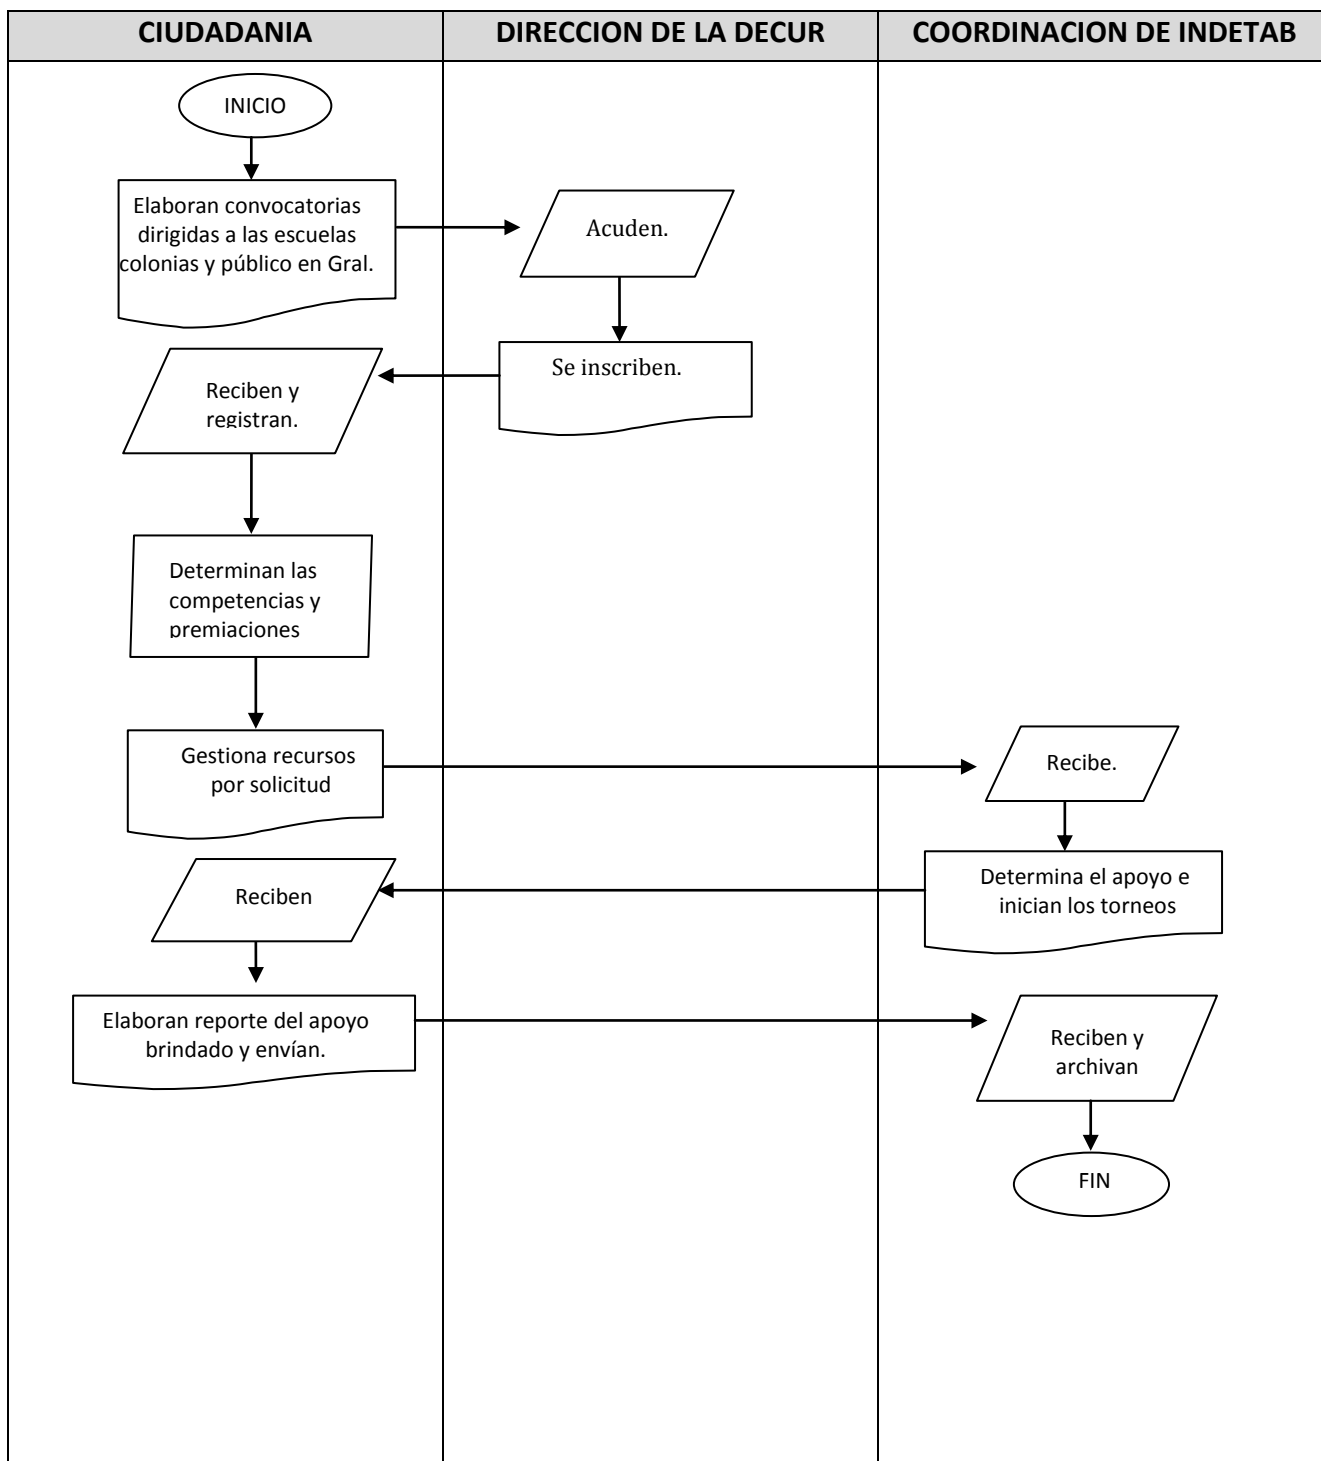 CIUDADANIA
DIRECCION DE LA DECUR
COORDINACION DE INDETAB
INICIO
Elaboran convocatorias
dirigidas a las escuelas
colonias y público en Gral.
Acuden.
Se inscriben.
Reciben y
registran.
Determinan las
competencias y
premiaciones
Gestiona recursos
por solicitud
Recibe.
Determina el apoyo e
inician los torneos
Reciben
Elaboran reporte del apoyo
brindado y envían.
Reciben y
archivan
FIN